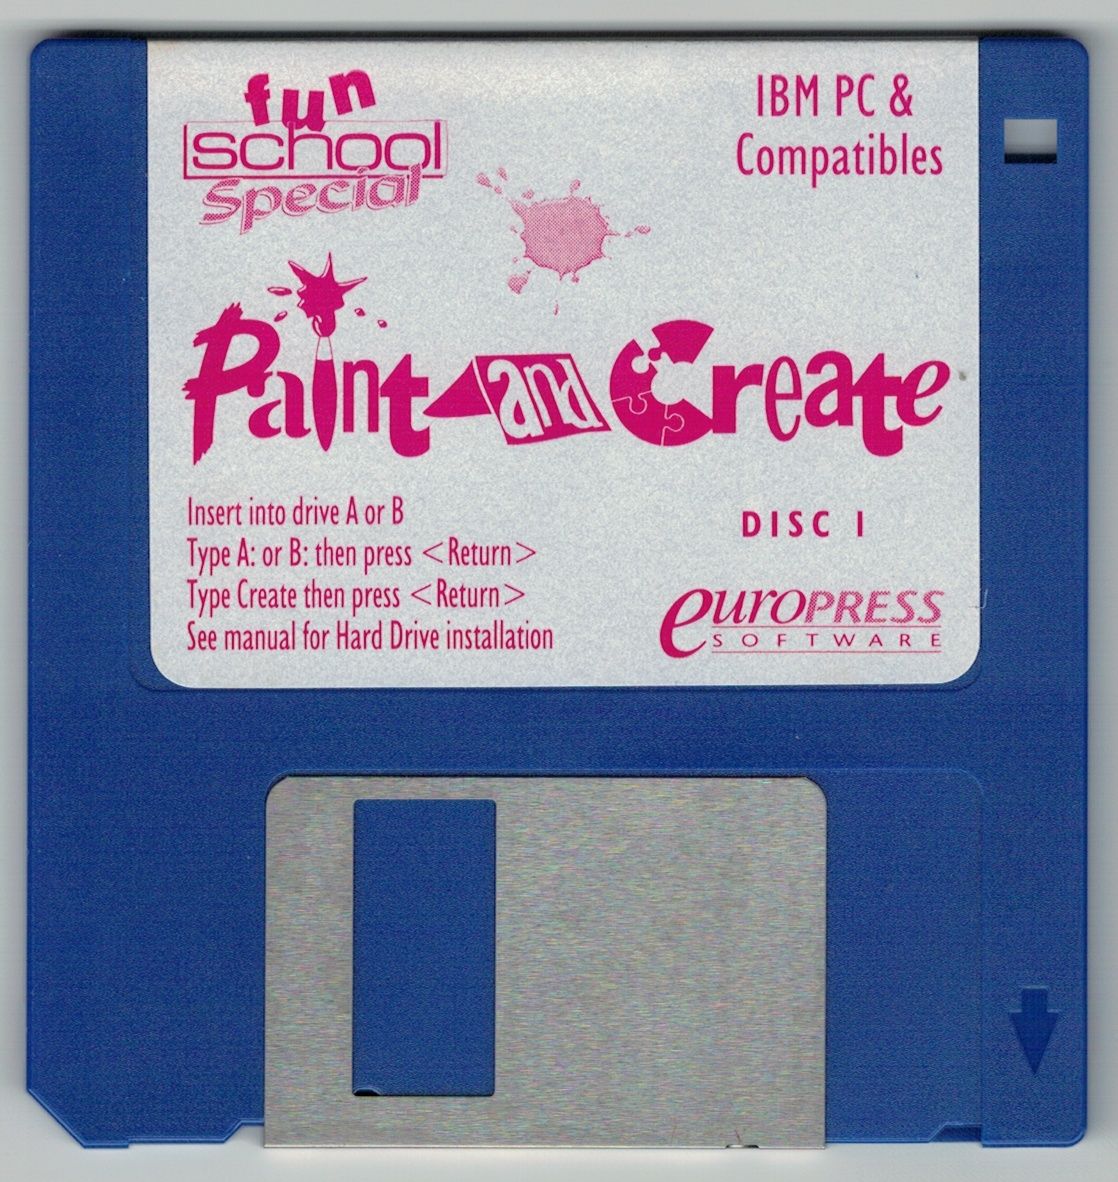 fun
school
Special
IBM PC &
Compatibles
Paint and Create
Insert into drive A or B
Type A: or B: then press <Return>
Type Create then press <Return>
See manual for Hard Drive installation
DISC 1
euroPRESS
SOFTWARE